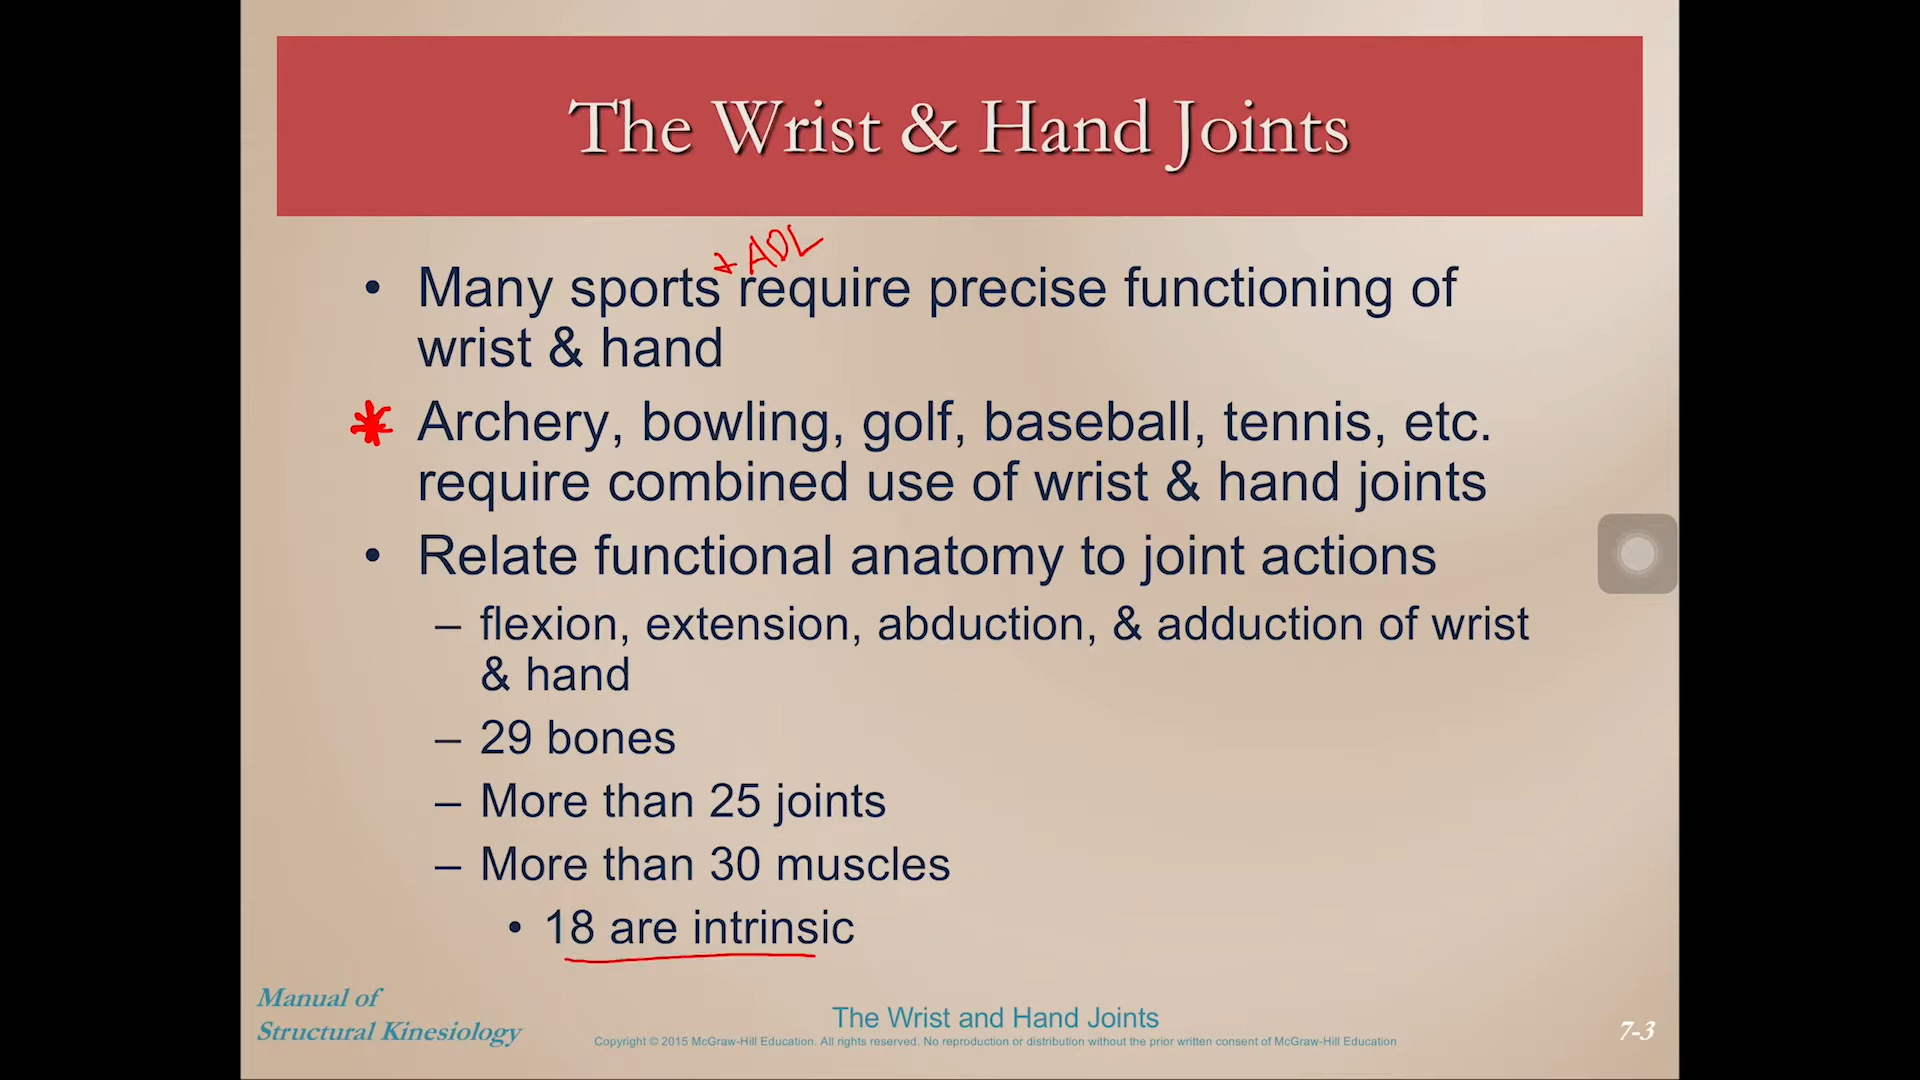 The Wrist & Hand Joints
+ ADL
• Many sports require precise functioning of
wrist & hand
* Archery, bowling, golf, baseball, tennis, etc.
require combined use of wrist & hand joints
• Relate functional anatomy to joint actions
– flexion, extension, abduction, & adduction of wrist
& hand
– 29 bones
– More than 25 joints
– More than 30 muscles
• 18 are intrinsic
Manual of
Structural Kinesiology
The Wrist and Hand Joints
Copyright © 2015 McGraw-Hill Education. All rights reserved. No reproduction or distribution without the prior written consent of McGraw-Hill Education
7-3